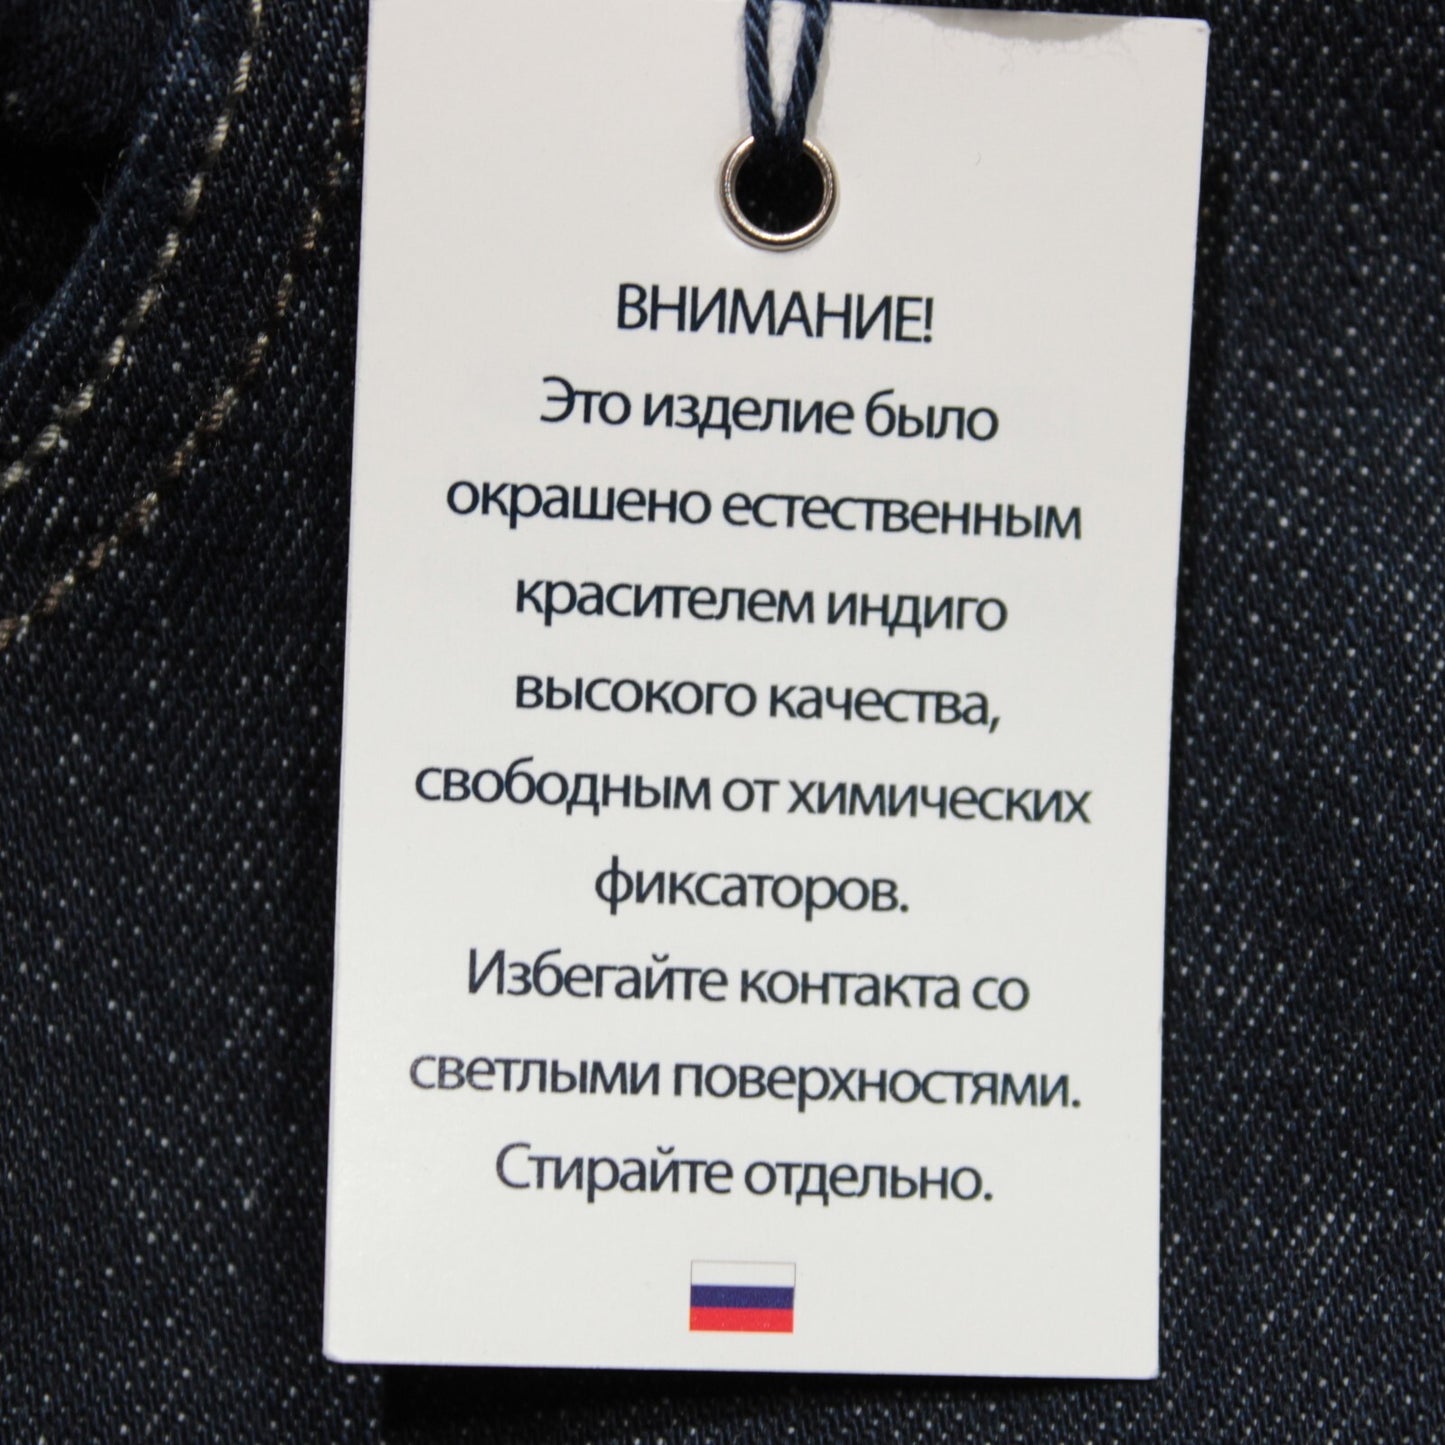 ВНИМАНИЕ!
Это изделие было
окрашено естественным
красителем индиго
высокого качества,
свободным от химических
фиксаторов.
Избегайте контакта со
светлыми поверхностями.
Стирайте отдельно.